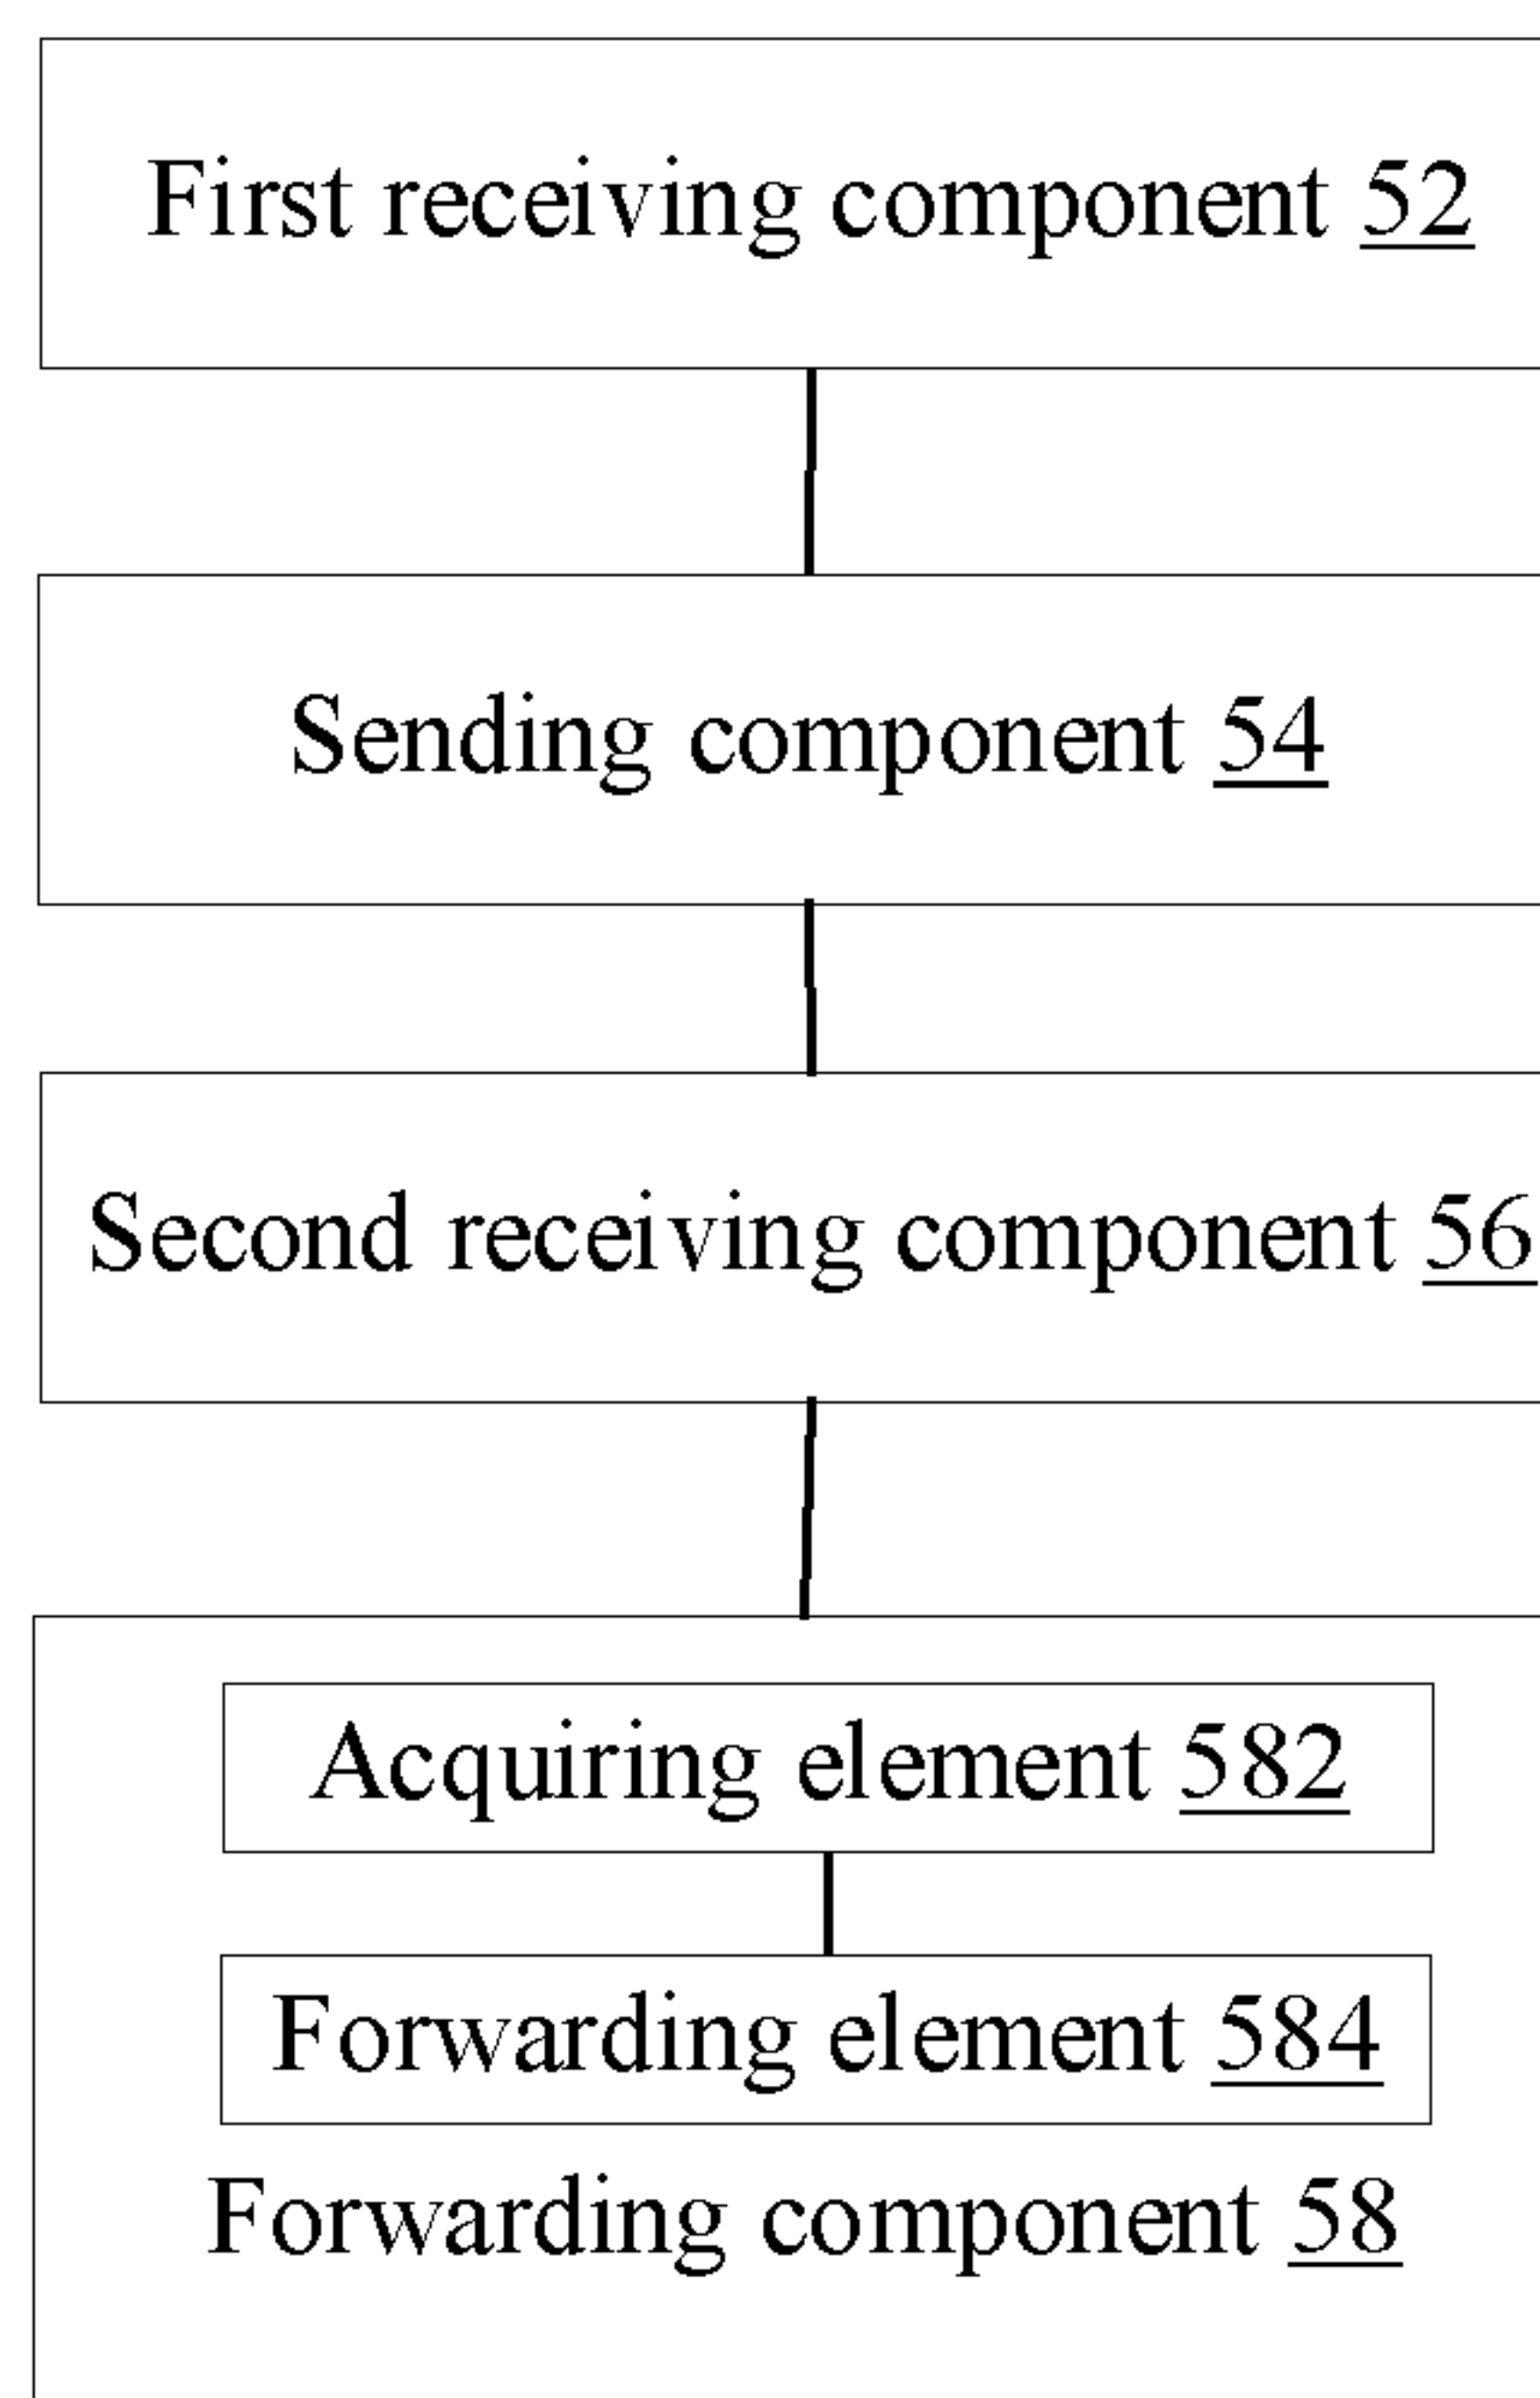 First receiving component 52
Sending component 54
Second receiving component 56
Acquiring element 582
Forwarding element 584
Forwarding component 58